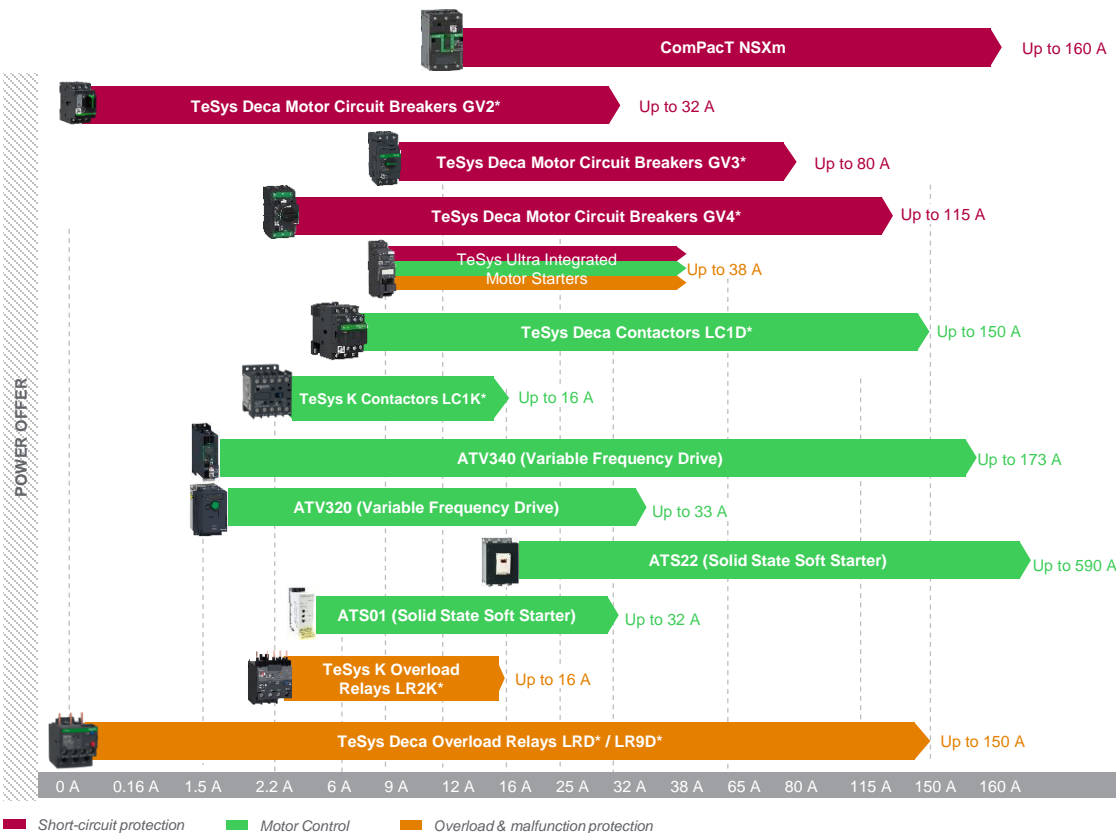 ComPacT NSXm
Up to 160 A
TeSys Deca Motor Circuit Breakers GV2*
Up to 32 A
TeSys Deca Motor Circuit Breakers GV3*
Up to 80 A
TeSys Deca Motor Circuit Breakers GV4*
Up to 115 A
TeSys Ultra Integrated
Motor Starters
Up to 38 A
TeSys Deca Contactors LC1D*
Up to 150 A
TeSys K Contactors LC1K*
Up to 16 A
ATV340 (Variable Frequency Drive)
Up to 173 A
ATV320 (Variable Frequency Drive)
Up to 33 A
ATS22 (Solid State Soft Starter)
Up to 590 A
ATS01 (Solid State Soft Starter)
Up to 32 A
TeSys K Overload
Relays LR2K*
Up to 16 A
TeSys Deca Overload Relays LRD* / LR9D*
Up to 150 A
POWER OFFER
0 A 0.16 A 1.5 A 2.2 A 6 A 9 A 12 A 16 A 25 A 32 A 38 A 65 A 80 A 115 A 150 A 160 A
Short-circuit protection Motor Control Overload & malfunction protection